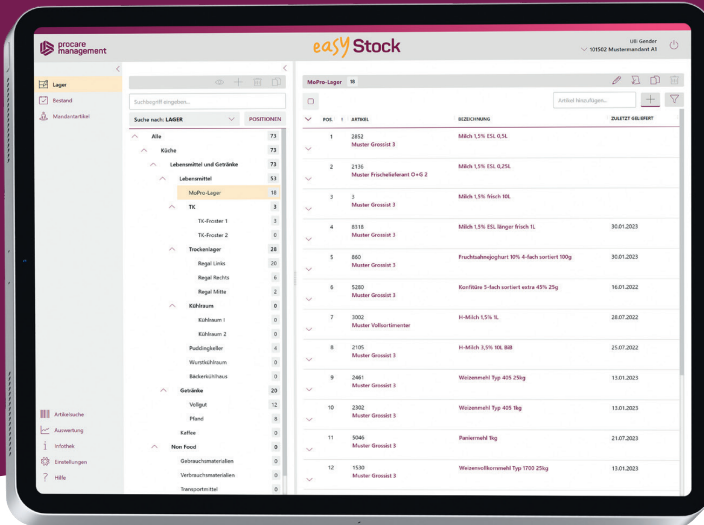 procare
management
easy Stock
Ulli Gender
101502 Mustermandant A1
Lager
Bestand
Mandantartikel
Artikelsuche
Auswertung
Infothek
Einstellungen
Hilfe
Suchbegriff eingeben...
Suche nach: LAGER
POSITIONEN
Alle 73
Küche 73
Lebensmittel und Getränke 73
Lebensmittel 53
MoPro-Lager 18
TK 3
TK-Froster 1 3
TK-Froster 2 0
Trockenlager 28
Regal Links 20
Regal Rechts 6
Regal Mitte 2
Kühlraum 0
Kühlraum 1 0
Kühlraum 2 0
Puddingkeller 4
Wurstkühlraum 0
Bäckerkühlhaus 0
Getränke 20
Vollgut 12
Pfand 8
Kaffee 0
Non Food 0
Gebrauchsmaterialien 0
Verbrauchsmaterialien 0
Transportmittel 0
MoPro-Lager 18
Artikel hinzufügen...
POS. ARTIKEL BEZEICHNUNG ZULETZT GELIEFERT
1 2852 Milch 1,5% ESL 0,5L
Muster Grossist 3
2 2136 Milch 1,5% ESL 0,25L
Muster Frischelieferant O+G 2
3 3 Milch 1,5% frisch 10L
Muster Grossist 3
4 8318 Milch 1,5% ESL länger frisch 1L 30.01.2023
Muster Grossist 3
5 860 Fruchtsahnejoghurt 10% 4-fach sortiert 100g 30.01.2023
Muster Grossist 3
6 5280 Konfitüre 5-fach sortiert extra 45% 25g 16.01.2022
Muster Grossist 3
7 3002 H-Milch 1,5% 1L 28.07.2022
Muster Vollsortimenter
8 2105 H-Milch 3,5% 10L BiB 25.07.2022
Muster Grossist 3
9 2461 Weizenmehl Typ 405 25kg 13.01.2023
Muster Grossist 3
10 2302 Weizenmehl Typ 405 1kg 13.01.2023
Muster Grossist 3
11 3046 Paniermehl 1kg 21.07.2023
Muster Grossist 3
12 1530 Weizenvollkornmehl Typ 1700 25kg 13.01.2023
Muster Grossist 3